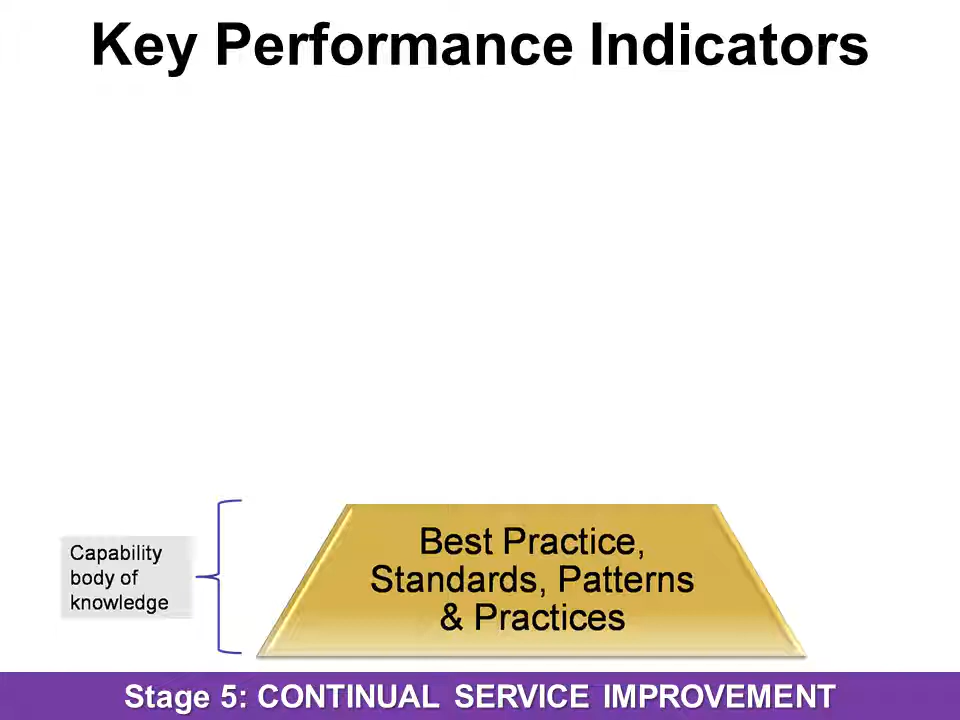 Key Performance Indicators
Capability
body of
knowledge
Best Practice,
Standards, Patterns
& Practices
Stage 5: CONTINUAL SERVICE IMPROVEMENT